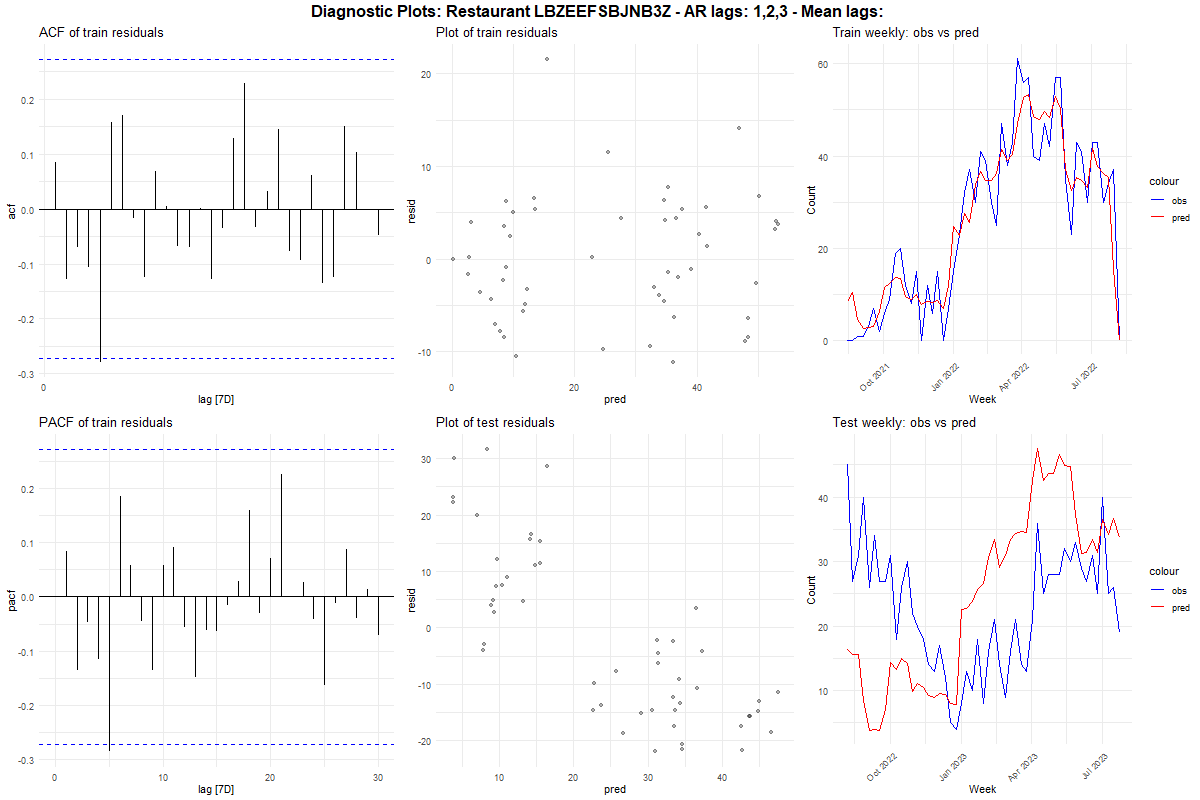 Diagnostic Plots: Restaurant LBZEEFSBJNB3Z - AR lags: 1,2,3 - Mean lags:
ACF of train residuals
acf
0.2
0.1
0.0
-0.1
-0.2
-0.3
0
lag [7D]
Plot of train residuals
resid
20
10
0
-10
0
20
40
pred
Train weekly: obs vs pred
Count
60
40
20
0
Oct 2021
Jan 2022
Apr 2022
Jul 2022
Week
colour
obs
pred
PACF of train residuals
pacf
0.2
0.1
0.0
-0.1
-0.2
-0.3
0
10
20
30
lag [7D]
Plot of test residuals
resid
30
20
10
0
-10
-20
10
20
30
40
pred
Test weekly: obs vs pred
Count
40
30
20
10
Oct 2022
Jan 2023
Apr 2023
Jul 2023
Week
colour
obs
pred